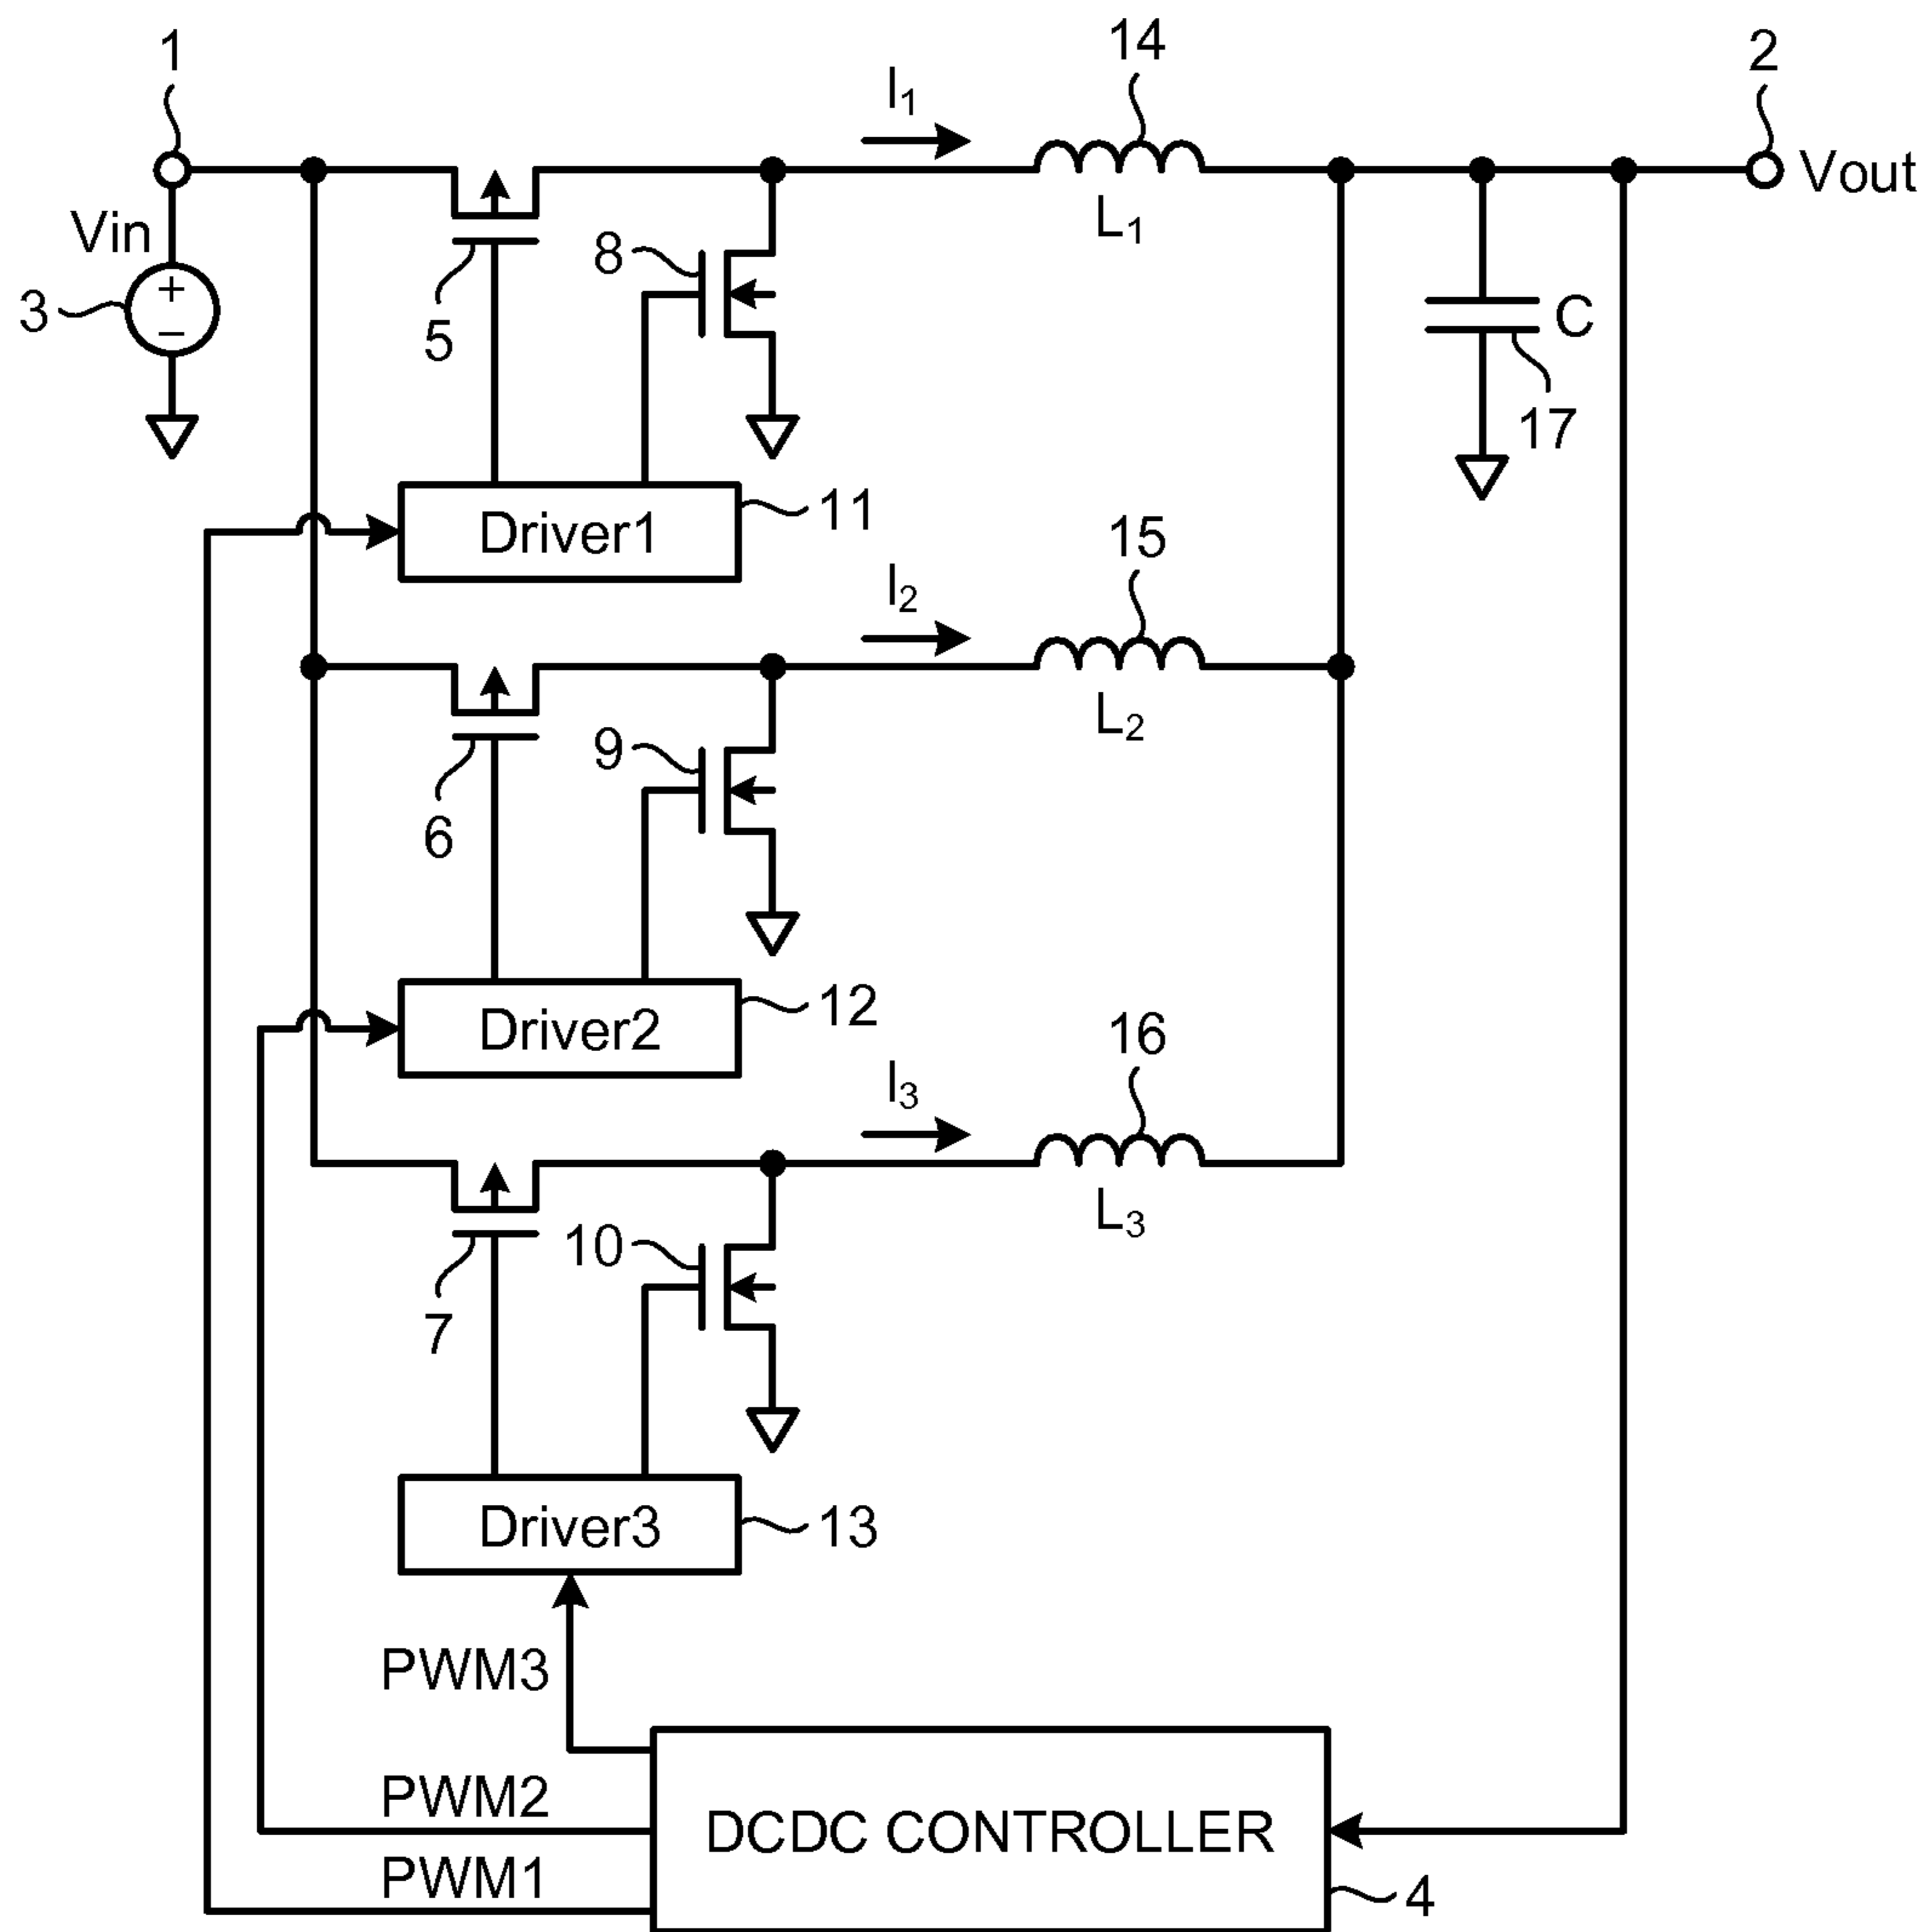 1
14
2
I₁
Vout
Vin
L₁
8
3
5
C
17
11
Driver1
15
I₂
9
L₂
6
12
Driver2
16
I₃
10
L₃
7
Driver3
13
PWM3
PWM2
DCDC CONTROLLER
PWM1
4